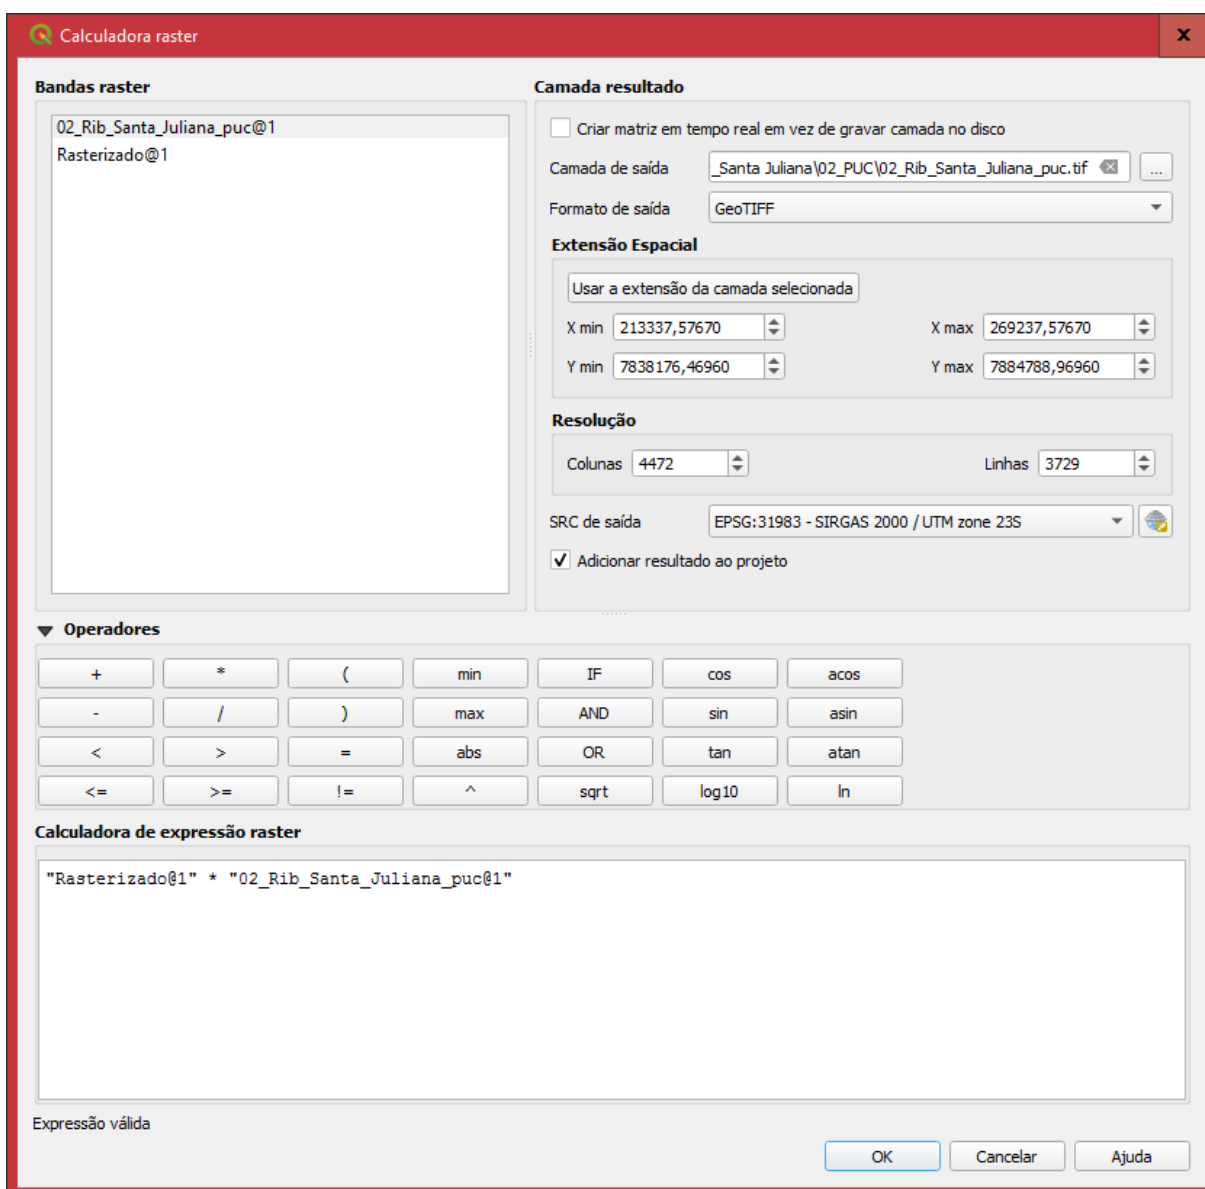 Calculadora raster
x
Bandas raster
02_Rib_Santa_Juliana_puc@1
Rasterizado@1
Camada resultado
Criar matriz em tempo real em vez de gravar camada no disco
Camada de saída _Santa Juliana\02_PUC\02_Rib_Santa_Juliana_puc.tif ...
Formato de saída GeoTIFF
Extensão Espacial
Usar a extensão da camada selecionada
X min 213337,57670 X max 269237,57670
Y min 7838176,46960 Y max 7884788,96960
Resolução
Colunas 4472 Linhas 3729
SRC de saída EPSG:31983 - SIRGAS 2000 / UTM zone 23S
Adicionar resultado ao projeto
Operadores
+ * ( min IF cos acos
- / ) max AND sin asin
< > = abs OR tan atan
<= >= != ^ sqrt log10 ln
Calculadora de expressão raster
"Rasterizado@1" * "02_Rib_Santa_Juliana_puc@1"
Expressão válida
OK Cancelar Ajuda